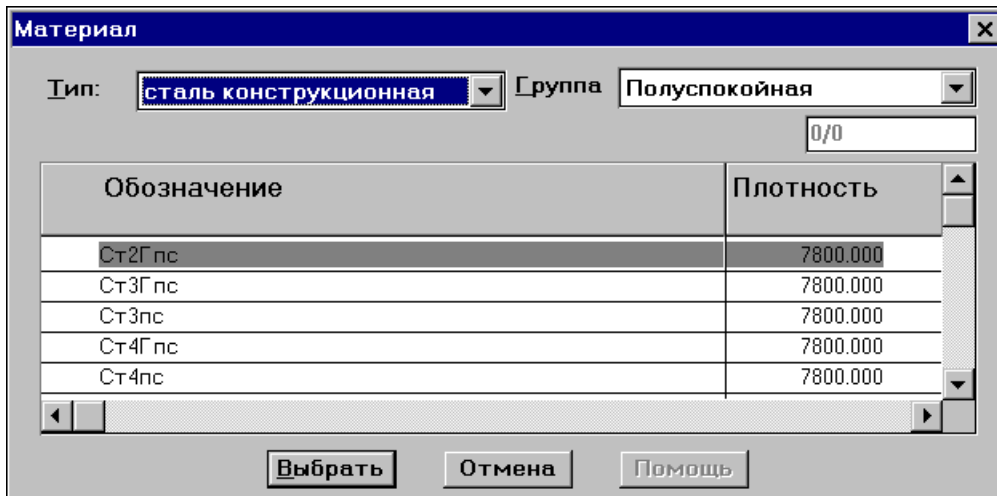 Материал
Тип: сталь конструкционная Группа Полуспокойная
0/0
Обозначение Плотность
Ст2Гпс 7800.000
Ст3Гпс 7800.000
Ст3пс 7800.000
Ст4Гпс 7800.000
Ст4пс 7800.000
Выбрать Отмена Помощь